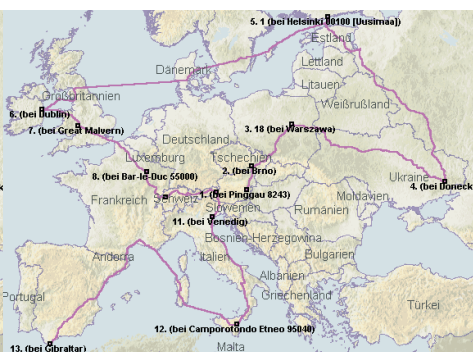 5. 1 (bei Helsinki 00100 [Uusimaa])
Estland
Lettland
Dänemark
Litauen
Großbritannien
Weißrußland
6. (bei Dublin)
7. (bei Great Malvern)
3. 18 (bei Warszawa)
Deutschland
Luxemburg
Tschechien
8. (bei Bar-le-Duc 55000)
2. (bei Brno)
Ukraine
4. (bei Doneck
1. (bei Pinggau 8243)
Frankreich
Schweiz
Slowenien
Moldavien
Rumänien
11. (bei Venedig)
Bosnien-Herzegowina
Andorra
Italien
Bulgarien
Albanien
Portugal
Griechenland
Türkei
12. (bei Camporotondo Etneo 95040)
13. (bei Gibraltar)
Malta